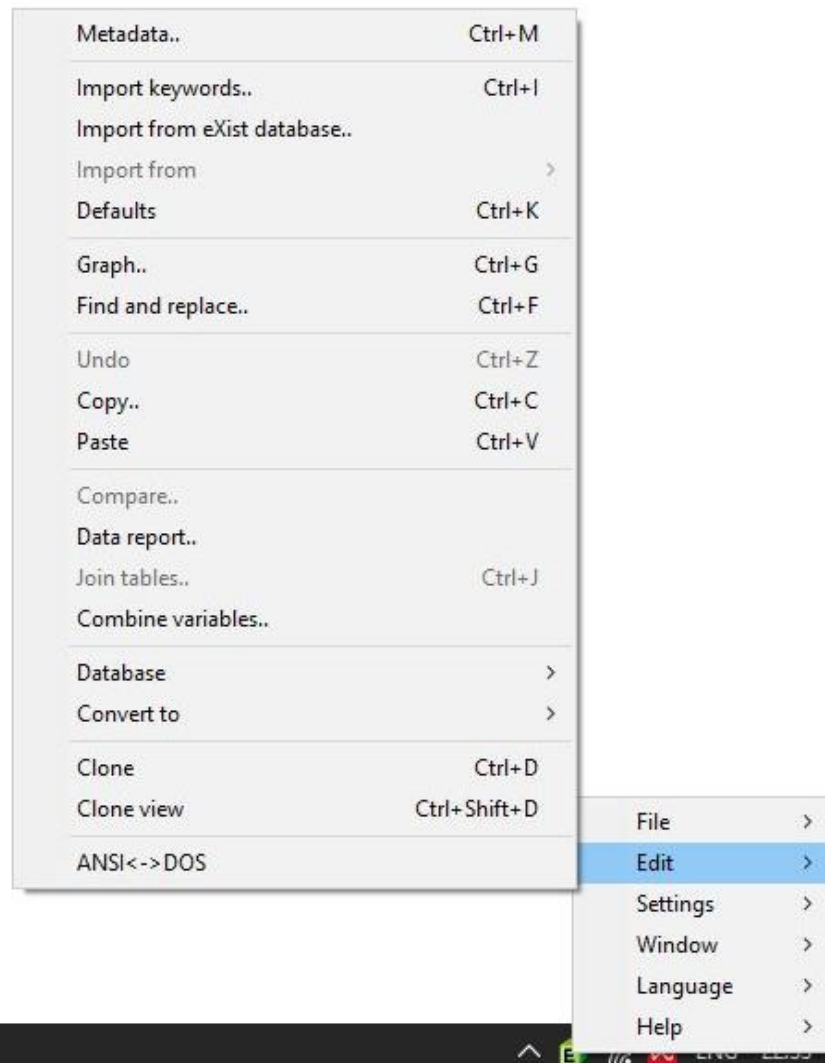 Metadata.. Ctrl+M
Import keywords.. Ctrl+I
Import from eXist database..
Import from
Defaults Ctrl+K
Graph.. Ctrl+G
Find and replace.. Ctrl+F
Undo Ctrl+Z
Copy.. Ctrl+C
Paste Ctrl+V
Compare..
Data report..
Join tables.. Ctrl+J
Combine variables..
Database
Convert to
Clone Ctrl+D
Clone view Ctrl+Shift+D
ANSI<->DOS
File
Edit
Settings
Window
Language
Help
E ENG